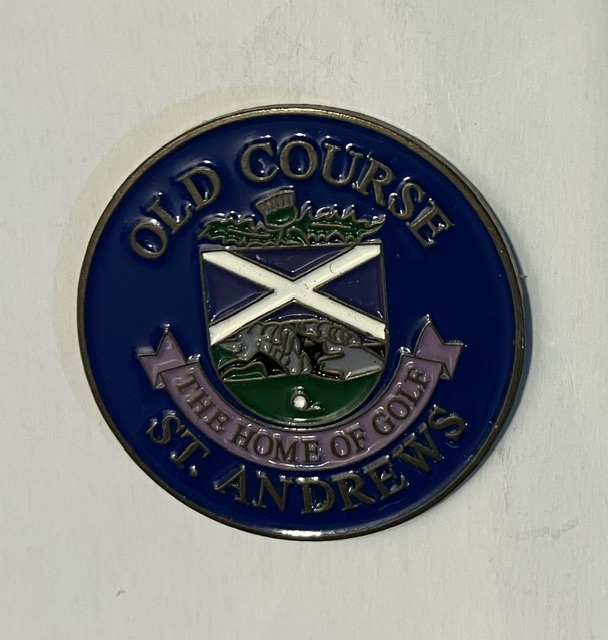 OLD COURSE
THE HOME OF GOLF
ST. ANDREWS